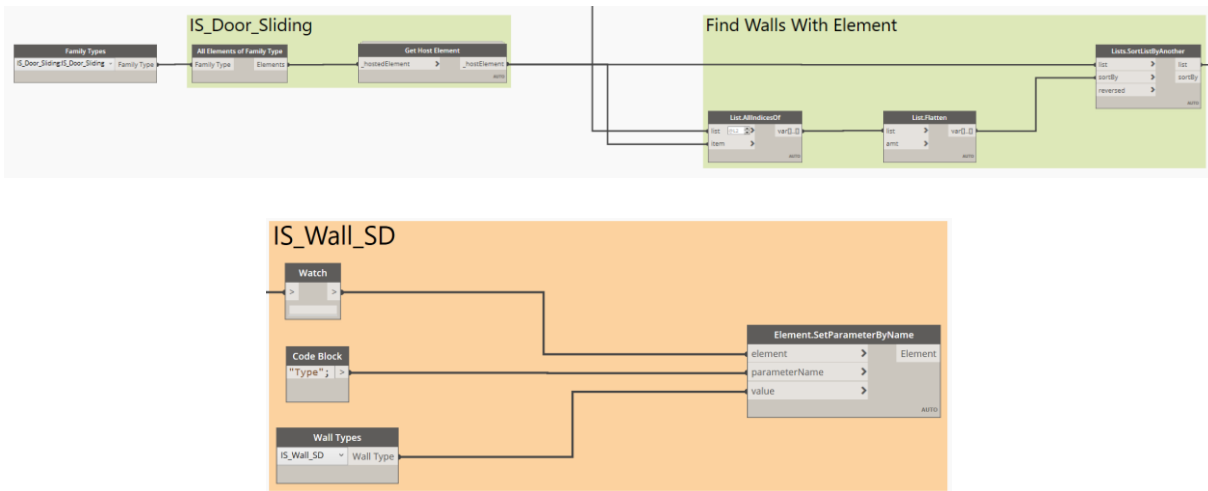 IS_Door_Sliding
Find Walls With Element
Family Types
IS_Door_Sliding:IS_Door_Sliding Family Type
All Elements of Family Type
Family Type Elements
Get Host Element
_hostedElement > _hostElement
AUTO
Lists.SortListByAnother
list > list
sortBy > sortBy
reversed >
AUTO
List.AllIndicesOf
list > var[]..[]
item >
AUTO
List.Flatten
list > var[]..[]
amt >
AUTO
IS_Wall_SD
Watch
> >
Code Block
"Type"; >
Element.SetParameterByName
element > Element
parameterName >
value >
AUTO
Wall Types
IS_Wall_SD Wall Type